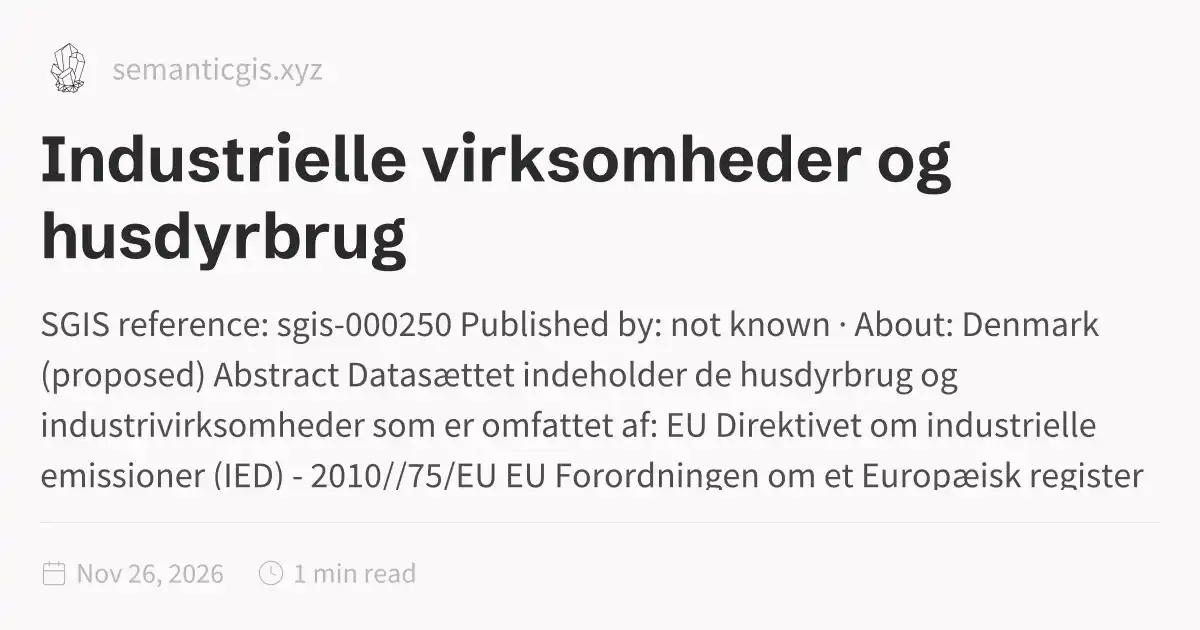 semanticgis.xyz
Industrielle virksomheder og
husdyrbrug
SGIS reference: sgis-000250 Published by: not known · About: Denmark
(proposed) Abstract Datasættet indeholder de husdyrbrug og
industrivirksomheder som er omfattet af: EU Direktivet om industrielle
emissioner (IED) - 2010//75/EU EU Forordningen om et Europæisk register
Nov 26, 2026
1 min read